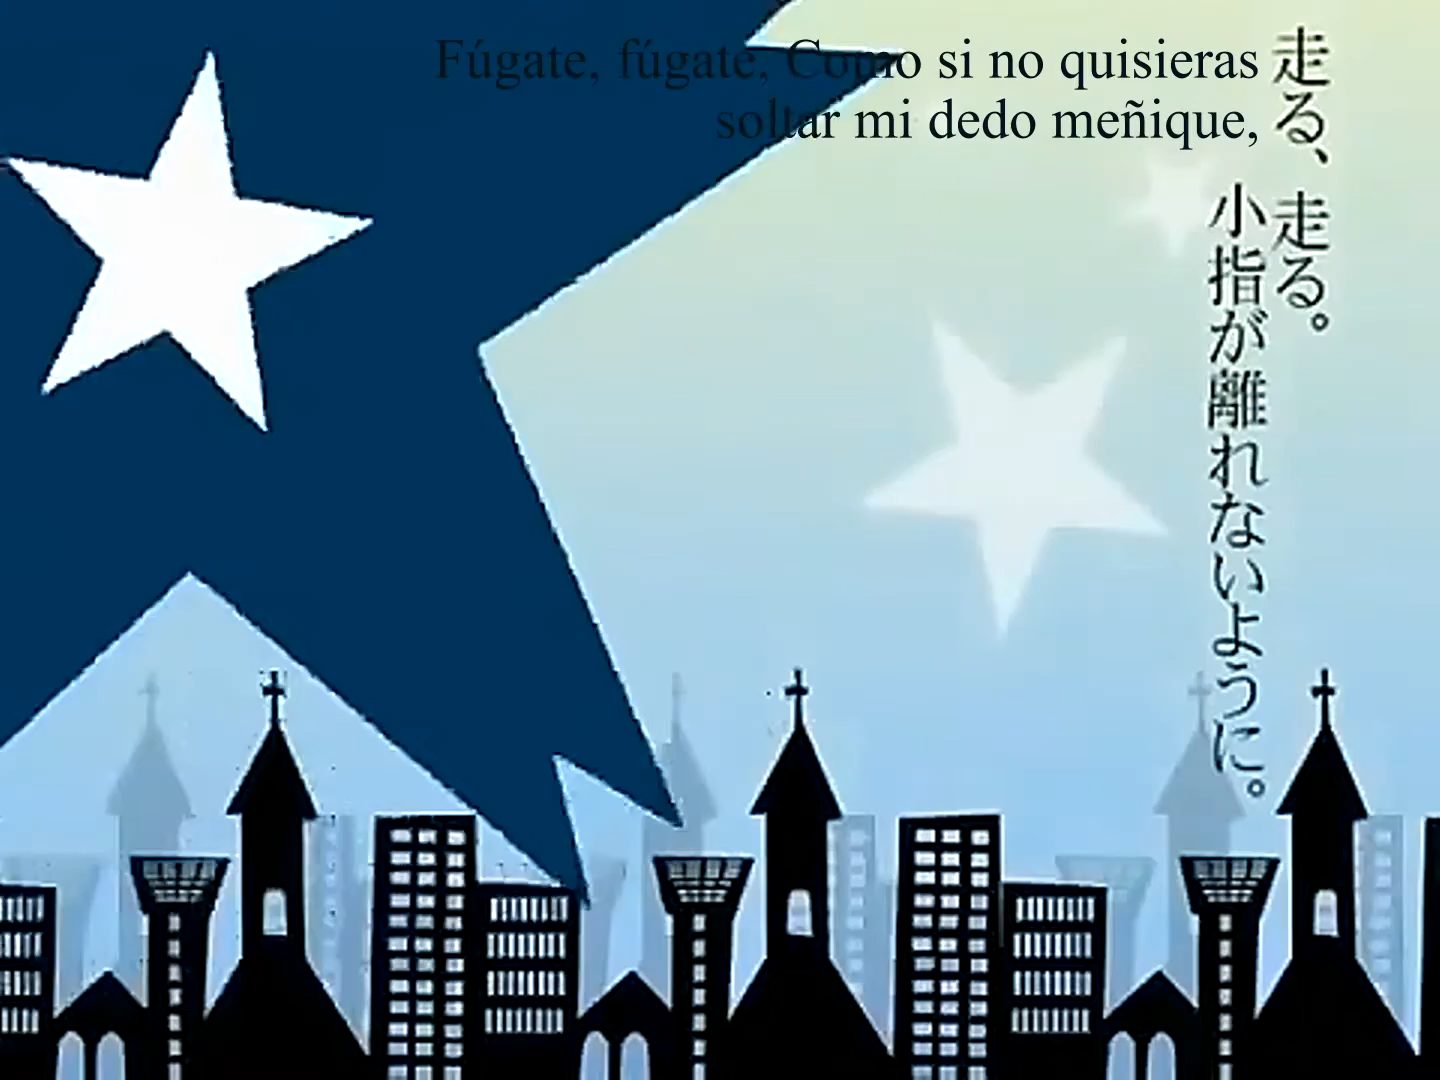 Fúgate, fúgate, Como si no quisieras
soltar mi dedo meñique,
走る、走る。
小指が離れないように。